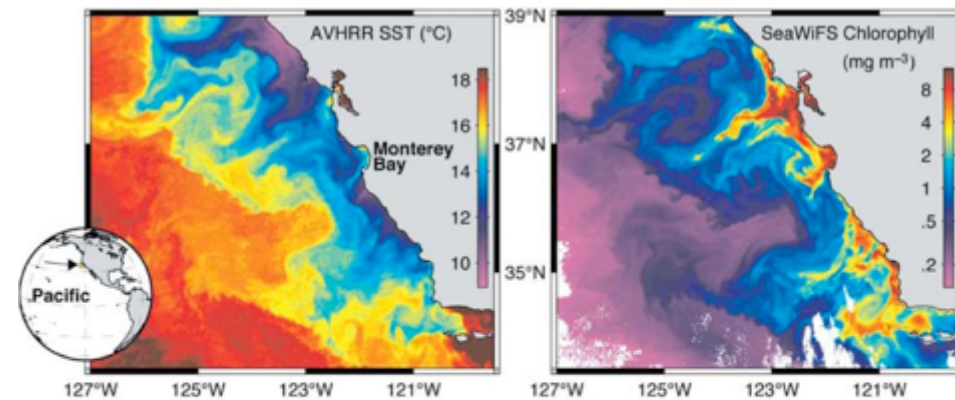 AVHRR SST (°C)
18
16
14
12
10
Monterey
Bay
Pacific
127°W
125°W
123°W
121°W
39°N
37°N
35°N
SeaWiFS Chlorophyll
(mg m⁻³)
8
4
2
1
.5
.2
127°W
125°W
123°W
121°W